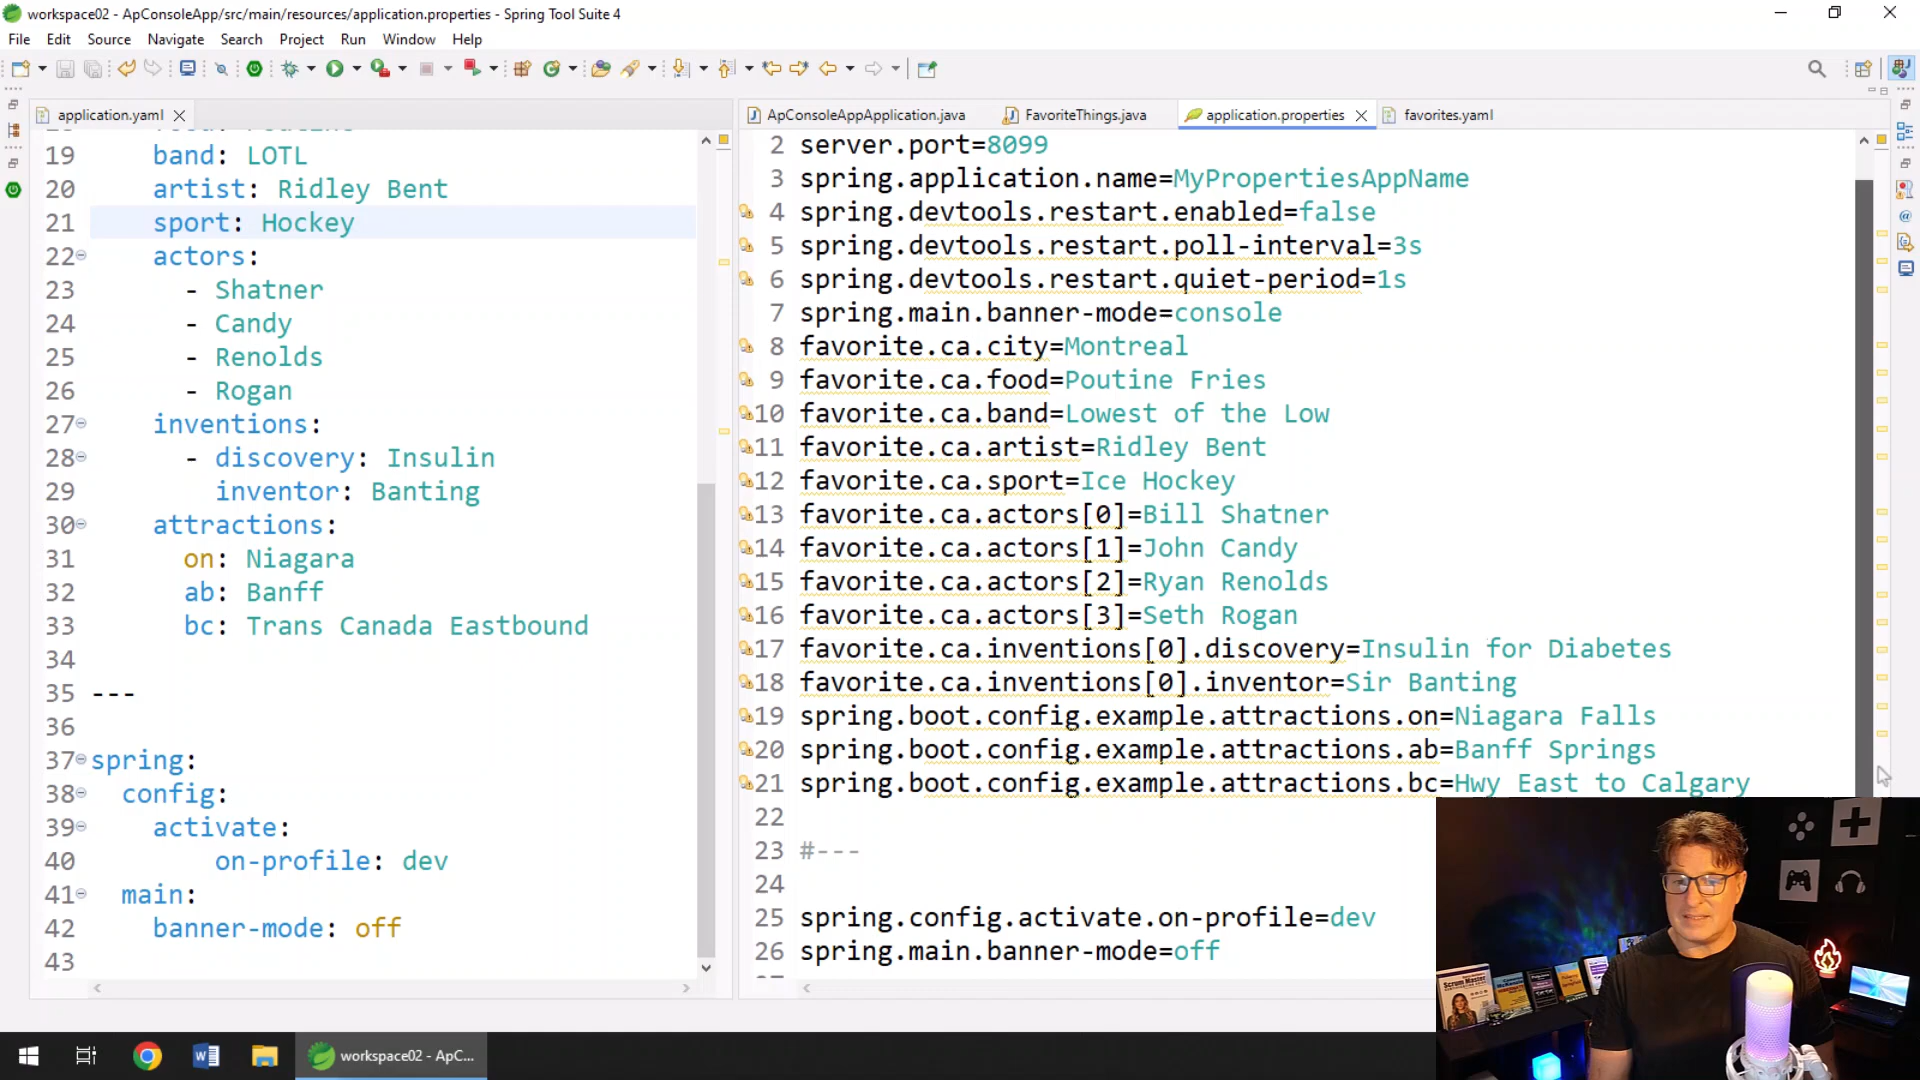 workspace02 - ApConsoleApp/src/main/resources/application.properties - Spring Tool Suite 4
File Edit Source Navigate Search Project Run Window Help
application.yaml
19 band: LOTL
20 artist: Ridley Bent
21 sport: Hockey
22 actors:
23 - Shatner
24 - Candy
25 - Renolds
26 - Rogan
27 inventions:
28 - discovery: Insulin
29 inventor: Banting
30 attractions:
31 on: Niagara
32 ab: Banff
33 bc: Trans Canada Eastbound
34
35 ---
36
37 spring:
38 config:
39 activate:
40 on-profile: dev
41 main:
42 banner-mode: off
43
ApConsoleAppApplication.java FavoriteThings.java application.properties favorites.yaml
2 server.port=8099
3 spring.application.name=MyPropertiesAppName
4 spring.devtools.restart.enabled=false
5 spring.devtools.restart.poll-interval=3s
6 spring.devtools.restart.quiet-period=1s
7 spring.main.banner-mode=console
8 favorite.ca.city=Montreal
9 favorite.ca.food=Poutine Fries
10 favorite.ca.band=Lowest of the Low
11 favorite.ca.artist=Ridley Bent
12 favorite.ca.sport=Ice Hockey
13 favorite.ca.actors[0]=Bill Shatner
14 favorite.ca.actors[1]=John Candy
15 favorite.ca.actors[2]=Ryan Renolds
16 favorite.ca.actors[3]=Seth Rogan
17 favorite.ca.inventions[0].discovery=Insulin for Diabetes
18 favorite.ca.inventions[0].inventor=Sir Banting
19 spring.boot.config.example.attractions.on=Niagara Falls
20 spring.boot.config.example.attractions.ab=Banff Springs
21 spring.boot.config.example.attractions.bc=Hwy East to Calgary
22
23 #---
24
25 spring.config.activate.on-profile=dev
26 spring.main.banner-mode=off
Scrum Master
workspace02 - ApC...